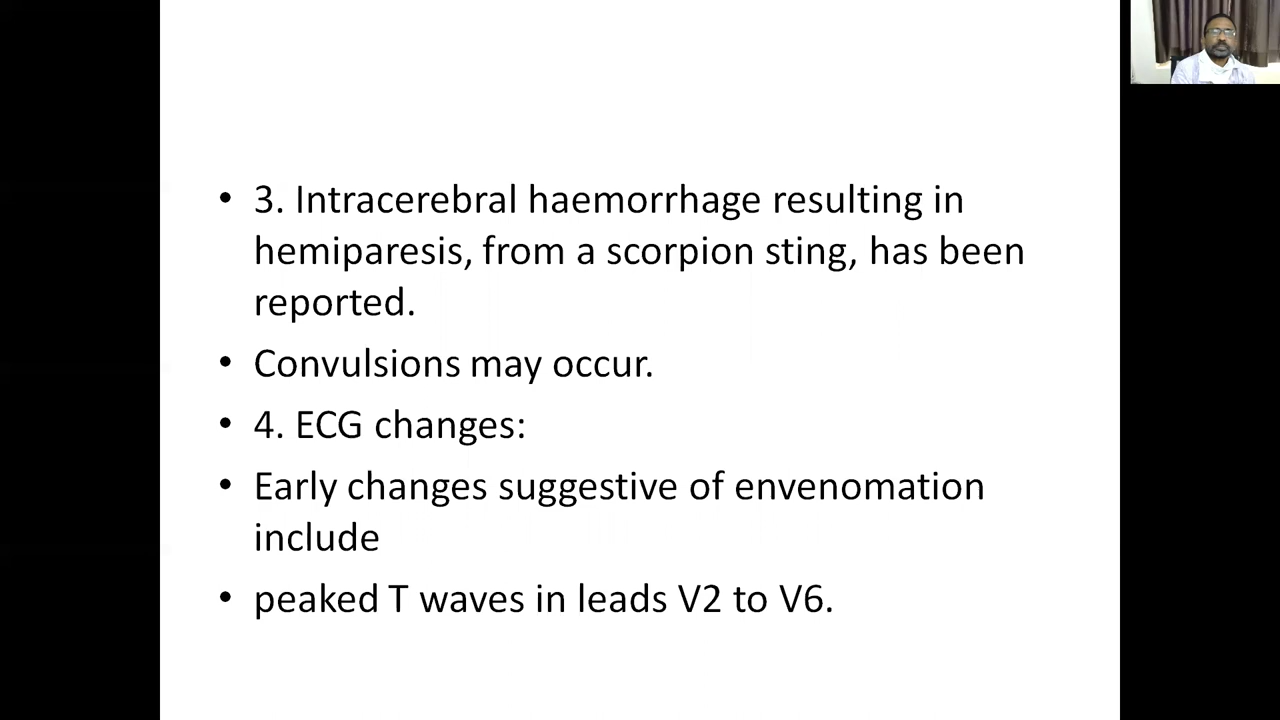 • 3. Intracerebral haemorrhage resulting in
hemiparesis, from a scorpion sting, has been
reported.
• Convulsions may occur.
• 4. ECG changes:
• Early changes suggestive of envenomation
include
• peaked T waves in leads V2 to V6.